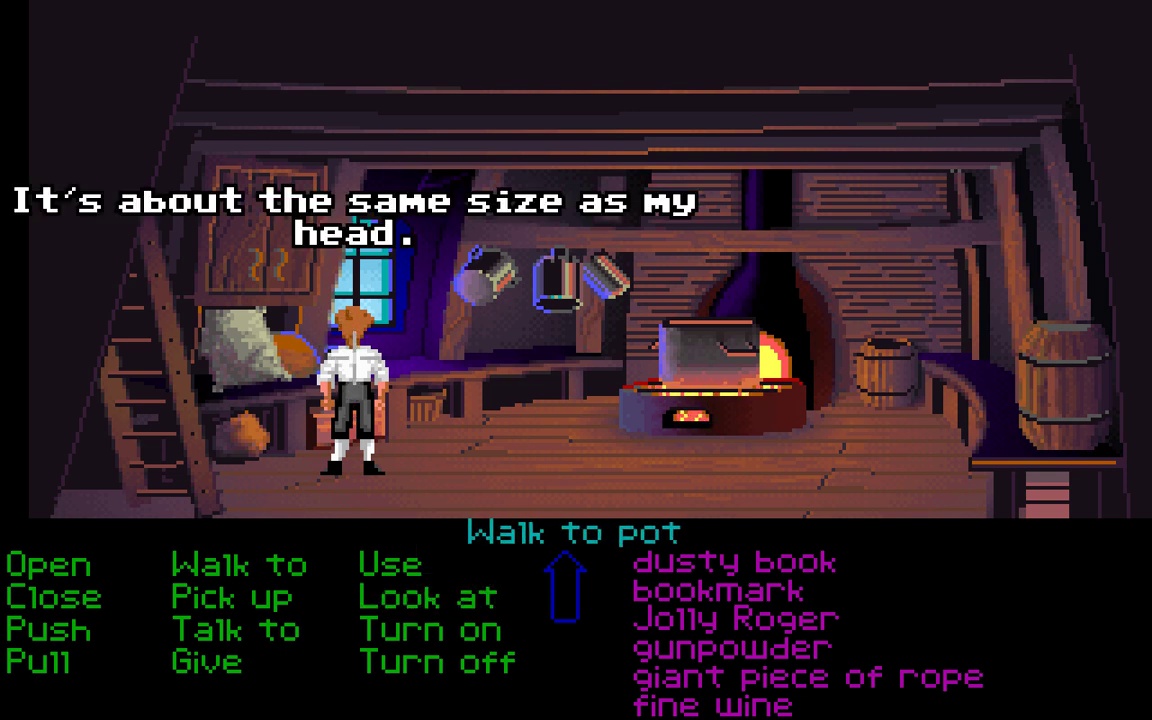 It's about the same size as my
head.
Walk to pot
Open Walk to Use dusty book
Close Pick up Look at bookmark
Push Talk to Turn on Jolly Roger
Pull Give Turn off gunpowder
giant piece of rope
fine wine